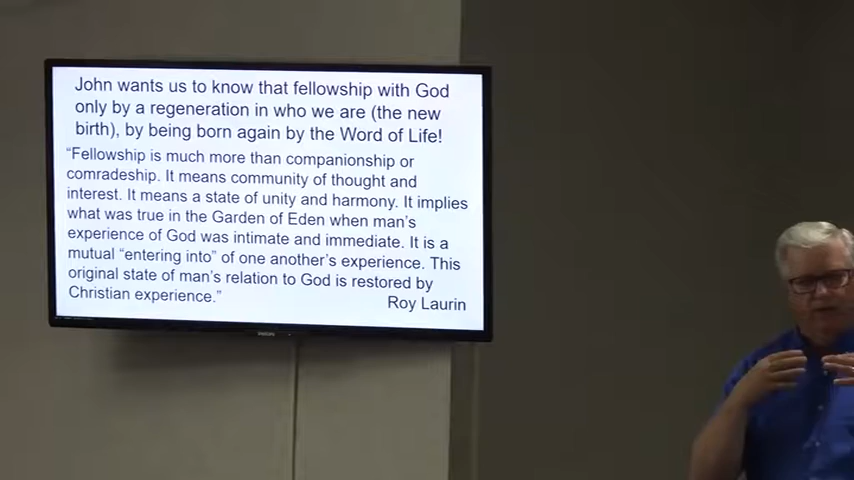 John wants us to know that fellowship with God
only by a regeneration in who we are (the new
birth), by being born again by the Word of Life!
“Fellowship is much more than companionship or
comradeship. It means community of thought and
interest. It means a state of unity and harmony. It implies
what was true in the Garden of Eden when man’s
experience of God was intimate and immediate. It is a
mutual “entering into” of one another’s experience. This
original state of man’s relation to God is restored by
Christian experience.” Roy Laurin
PHILIPS